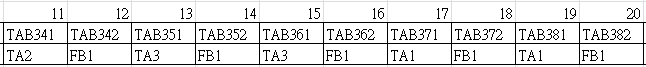 11 12 13 14 15 16 17 18 19 20
TAB341 TAB342 TAB351 TAB352 TAB361 TAB362 TAB371 TAB372 TAB381 TAB382
TA2 FB1 TA3 FB1 TA3 FB1 TA1 FB1 TA1 FB1